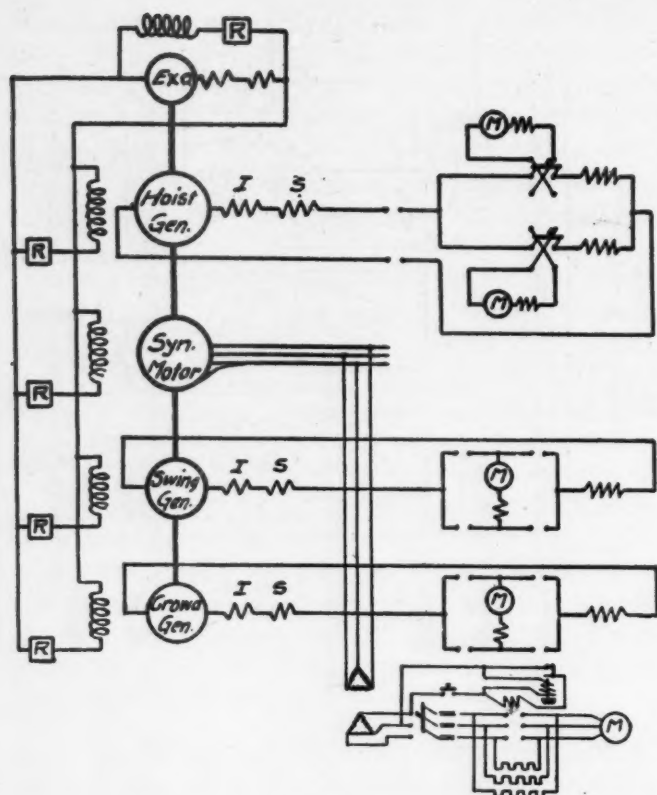 R
Exc
M
Hoist
Gen.
I S
R
M
Syn.
Motor
R
Swing
Gen.
I S
M
R
Crowd
Gen.
I S
M
R
M